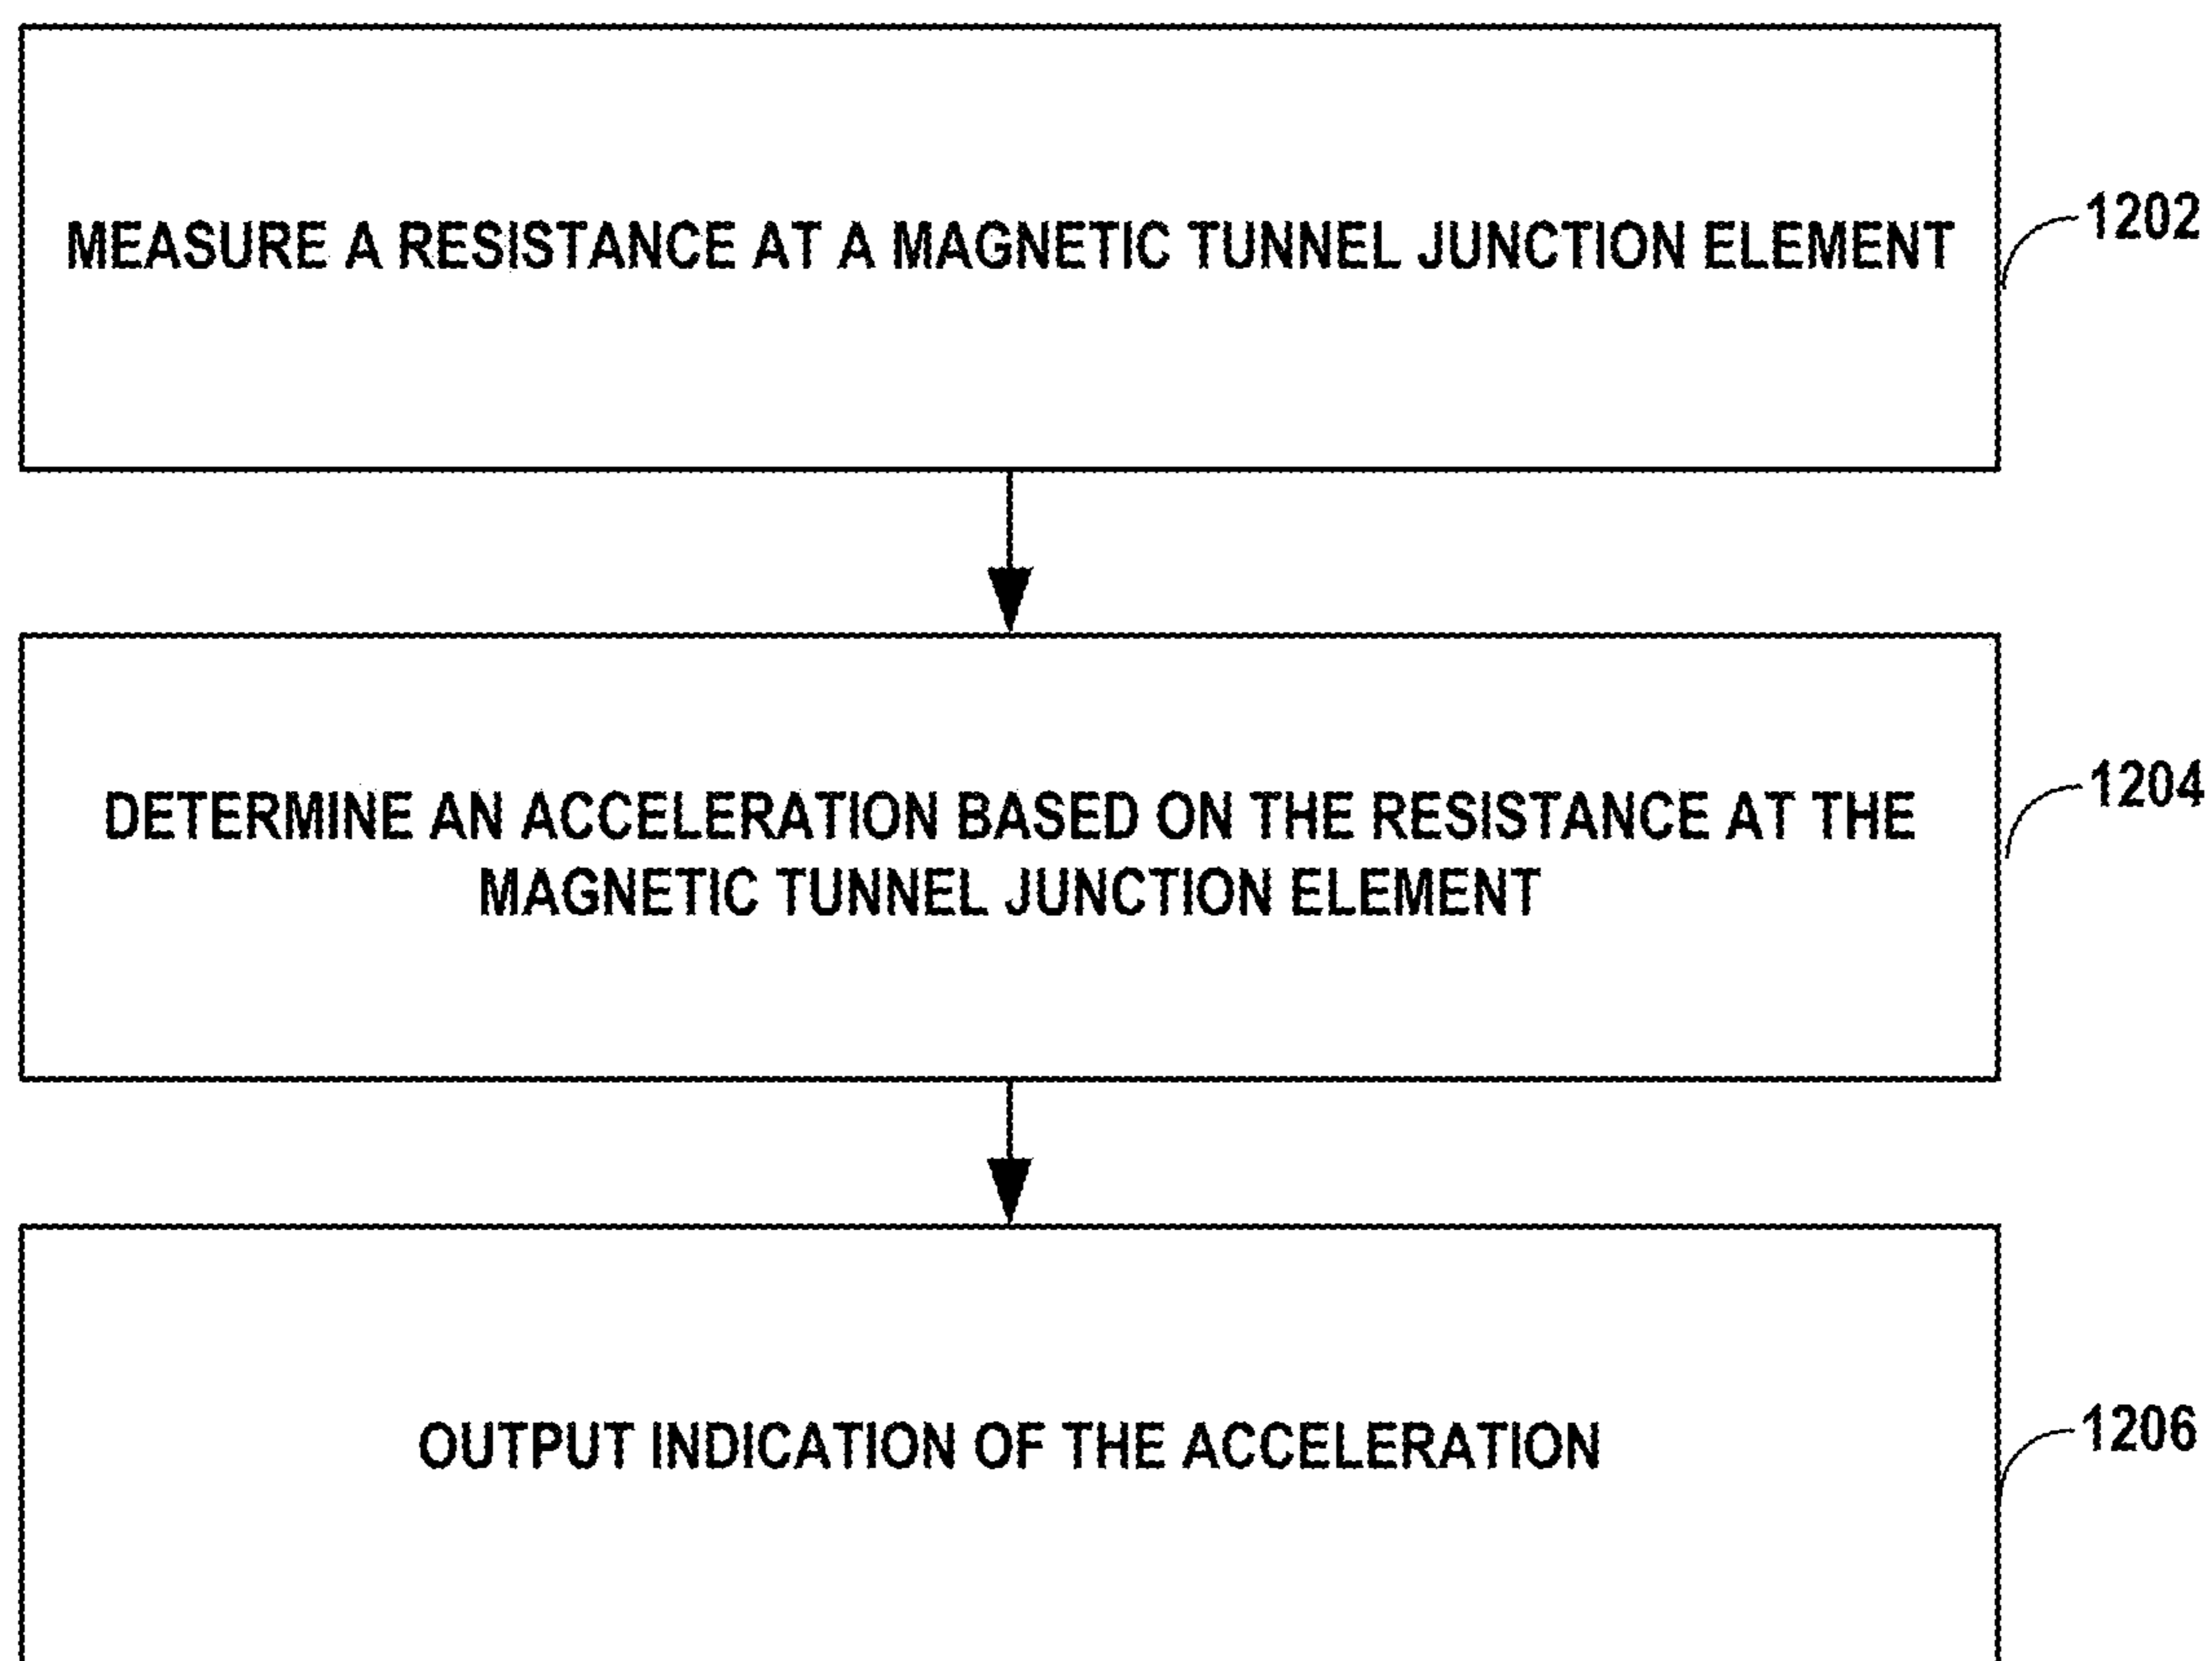 MEASURE A RESISTANCE AT A MAGNETIC TUNNEL JUNCTION ELEMENT
1202
DETERMINE AN ACCELERATION BASED ON THE RESISTANCE AT THE
MAGNETIC TUNNEL JUNCTION ELEMENT
1204
OUTPUT INDICATION OF THE ACCELERATION
1206